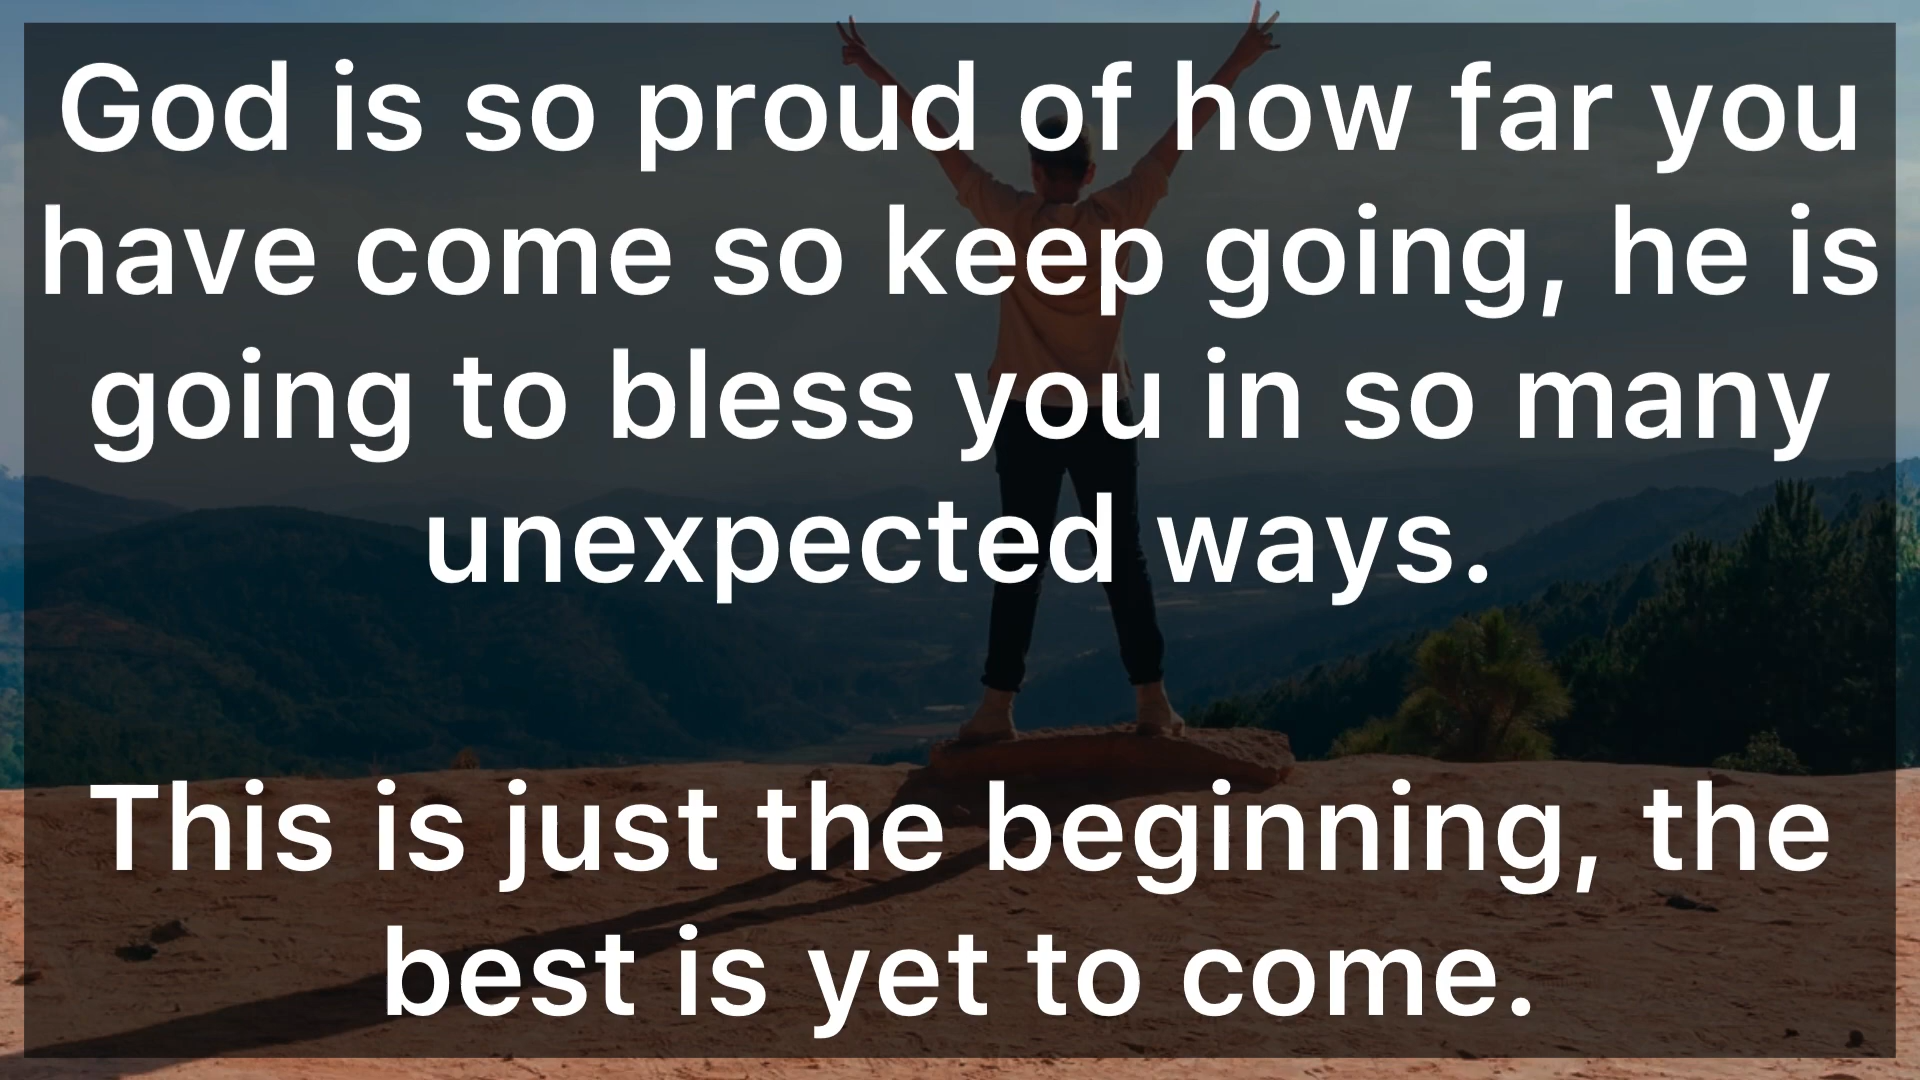 God is so proud of how far you
have come so keep going, he is
going to bless you in so many
unexpected ways.
This is just the beginning, the
best is yet to come.